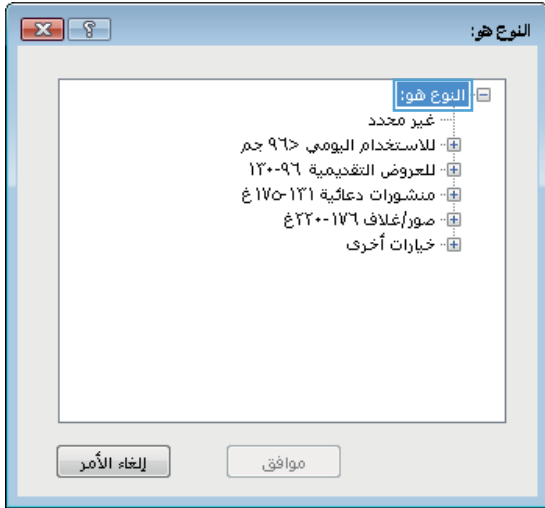 النوع هو:
النوع هو:
غير محدد
للاستخدام اليومي <٩٦ جم
للعروض التقديمية ٩٦-١٣٠
منشورات دعائية ١٣١-١٧٥غ
صور/غلاف ١٧٦-٢٢٠غ
خيارات أخرى
موافق
إلغاء الأمر